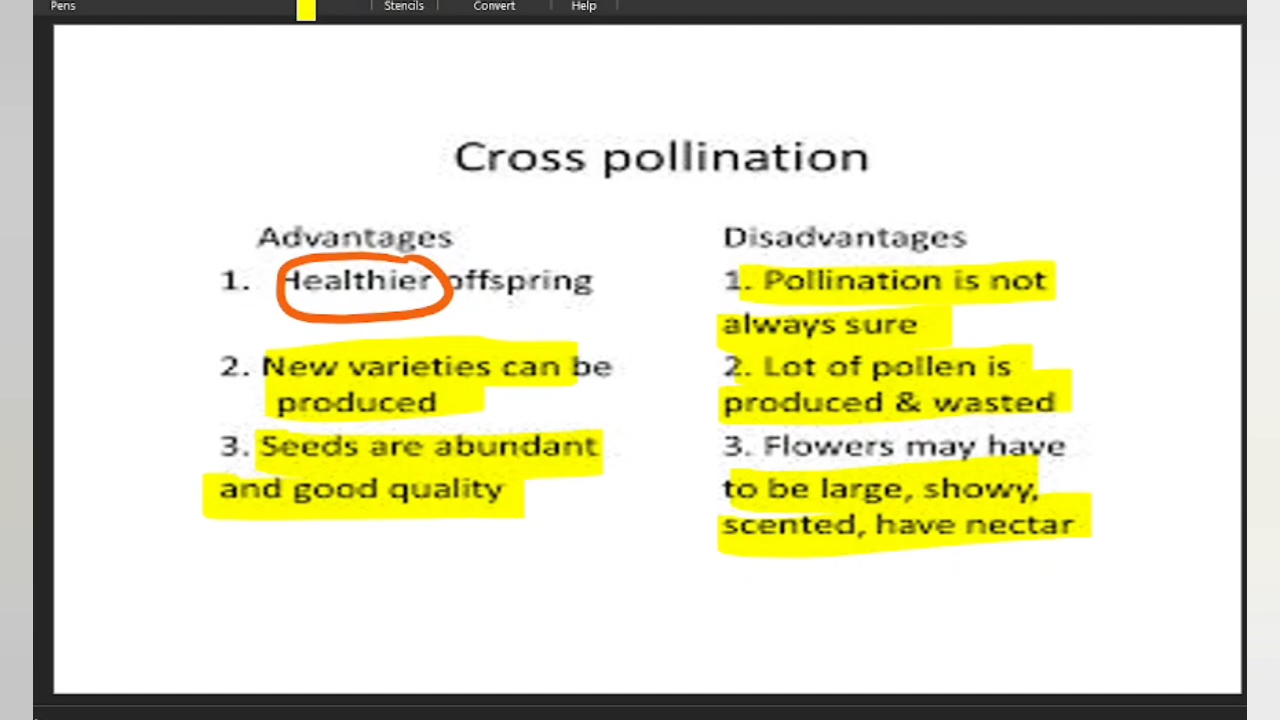 Pens Stencils Convert Help
Cross pollination
Advantages
1. Healthier offspring
2. New varieties can be
produced
3. Seeds are abundant
and good quality
Disadvantages
1. Pollination is not
always sure
2. Lot of pollen is
produced & wasted
3. Flowers may have
to be large, showy,
scented, have nectar